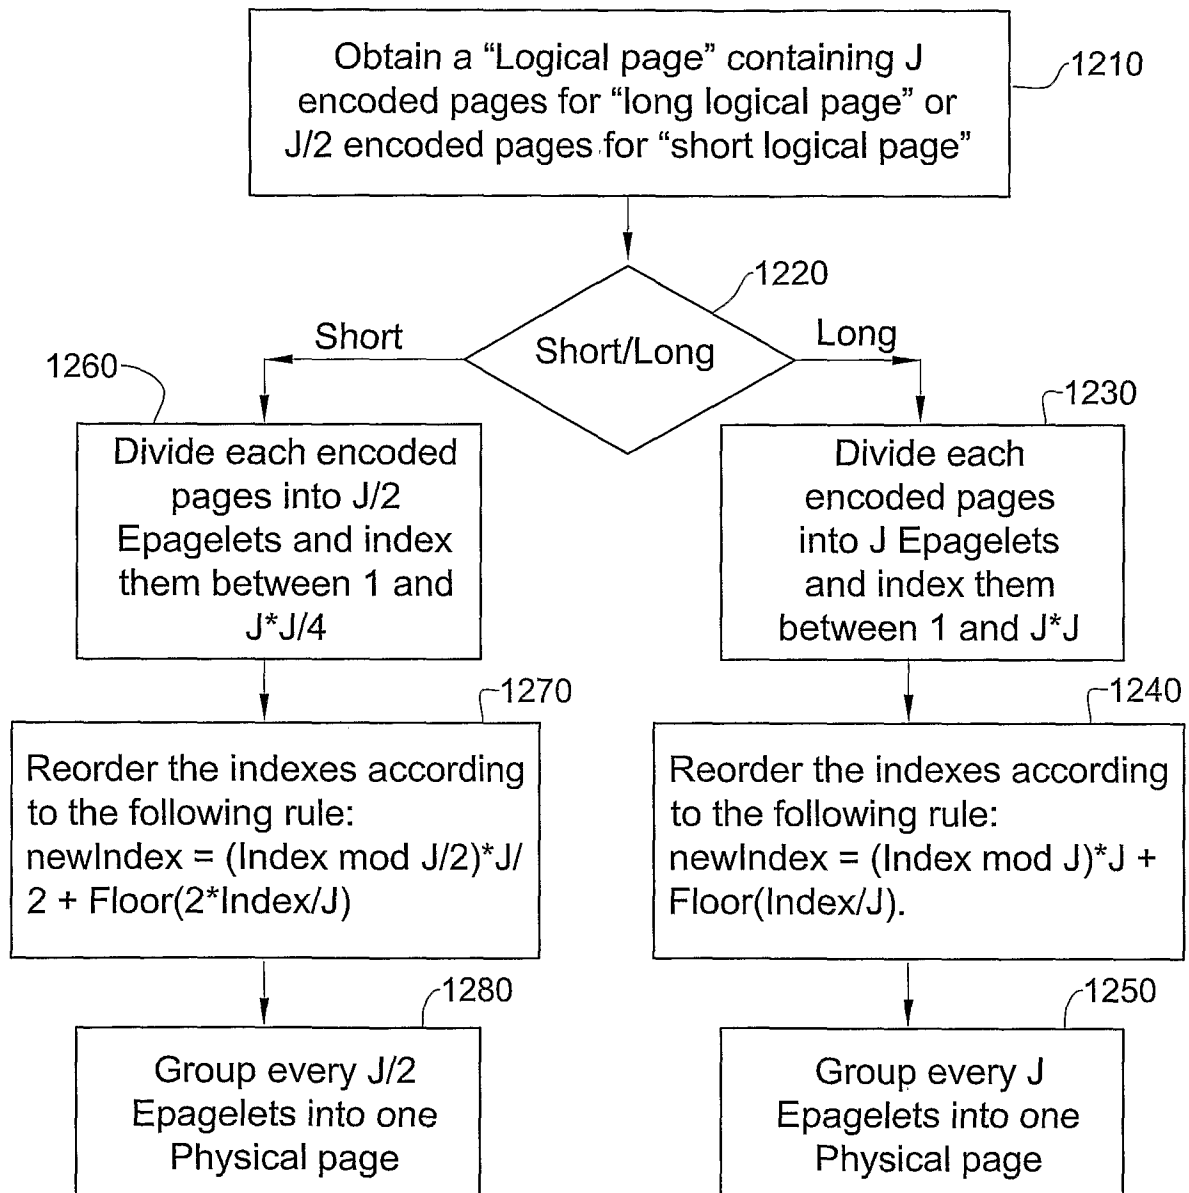 Obtain a “Logical page” containing J
encoded pages for “long logical page” or
J/2 encoded pages for “short logical page”
1210
1220
Short/Long
Short
Long
1260
Divide each encoded
pages into J/2
Epagelets and index
them between 1 and
J*J/4
1230
Divide each
encoded pages
into J Epagelets
and index them
between 1 and J*J
1270
Reorder the indexes according
to the following rule:
newIndex = (Index mod J/2)*J/
2 + Floor(2*Index/J)
1240
Reorder the indexes according
to the following rule:
newIndex = (Index mod J)*J +
Floor(Index/J).
1280
Group every J/2
Epagelets into one
Physical page
1250
Group every J
Epagelets into one
Physical page